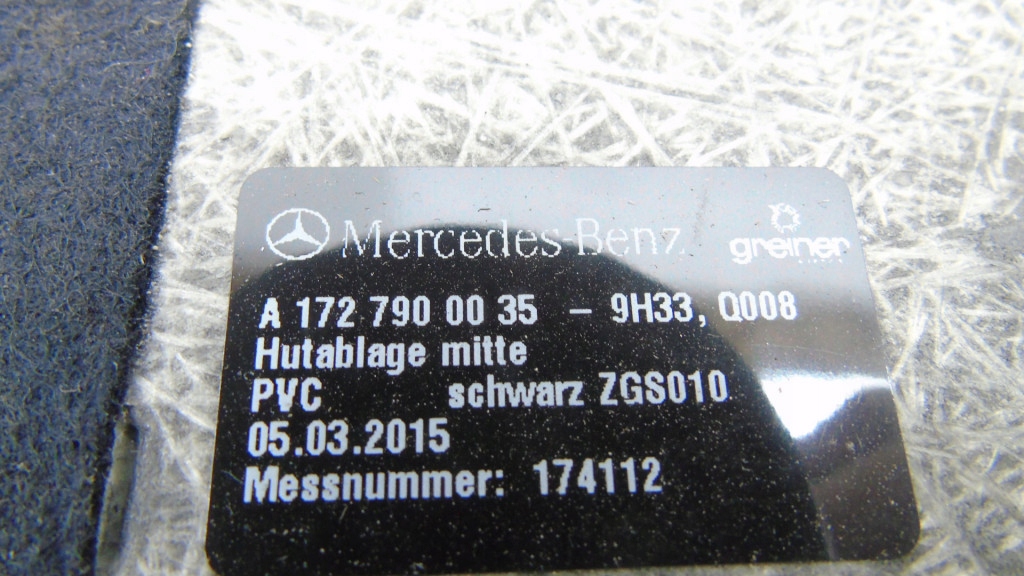 Mercedes-Benz greiner
A 172 790 00 35 - 9H33, Q008
Hutablage mitte
PVC schwarz ZGS010
05.03.2015
Messnummer: 174112